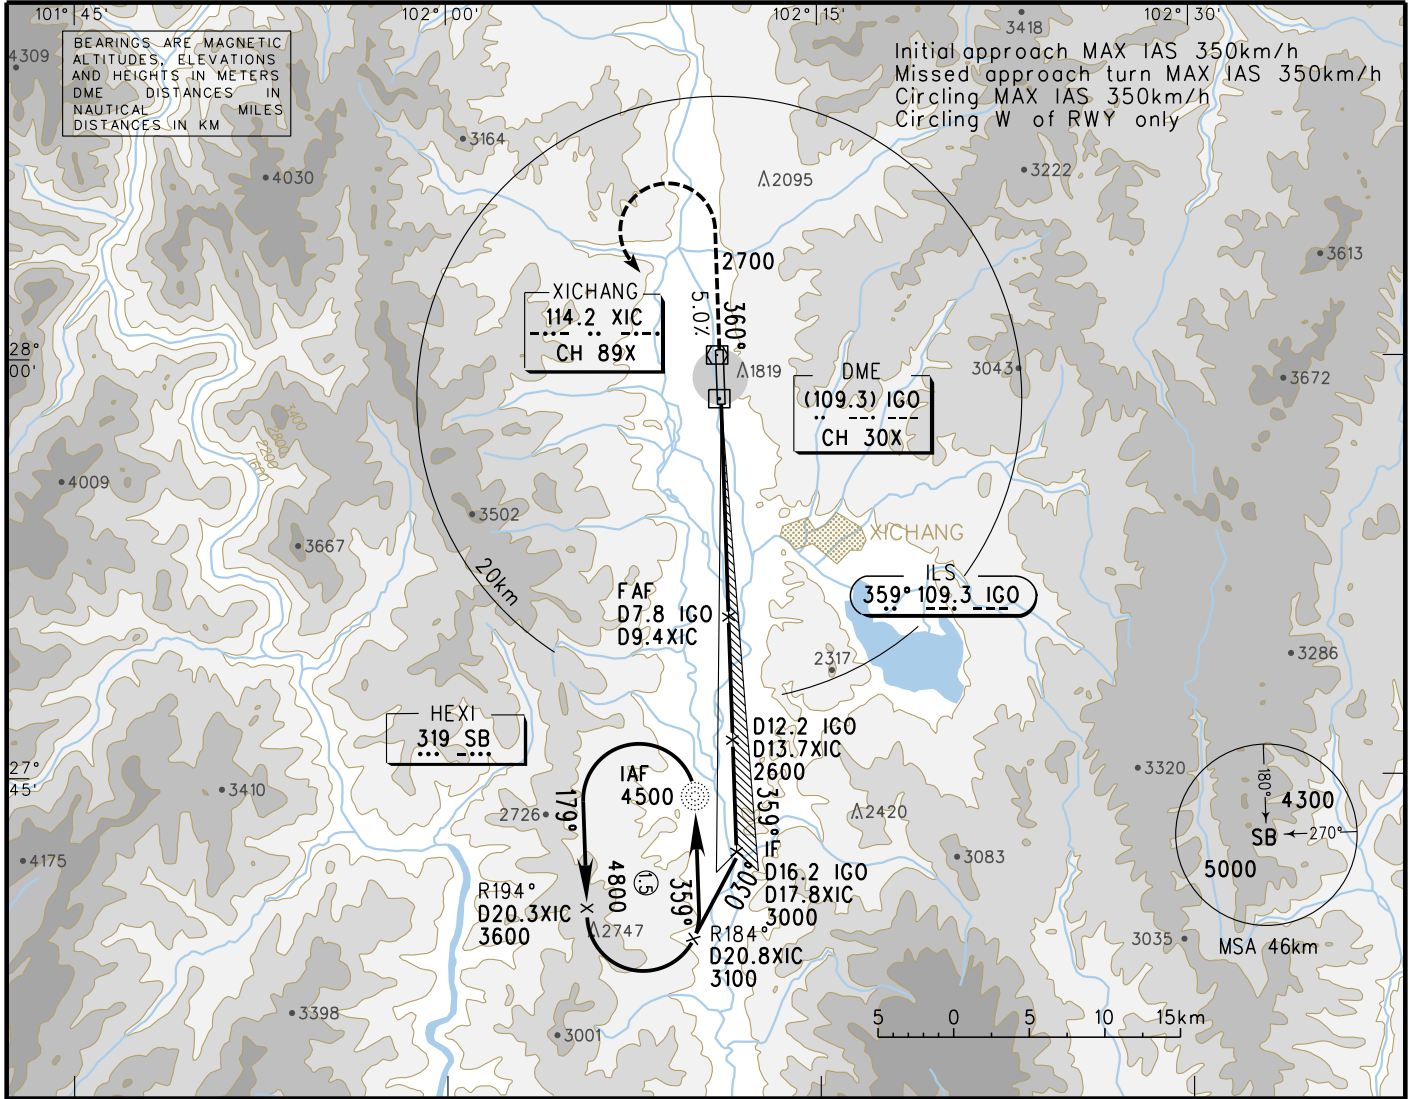 101° 45'
102° 00'
102° 15'
102° 30'
3418
4309
BEARINGS ARE MAGNETIC
ALTITUDES, ELEVATIONS
AND HEIGHTS IN METERS
DME DISTANCES IN
NAUTICAL MILES
DISTANCES IN KM
Initial approach MAX IAS 350km/h
Missed approach turn MAX IAS 350km/h
Circling MAX IAS 350km/h
Circling W of RWY only
3164
4030
2095
3222
3613
2700
5.0%
360°
XICHANG
114.2 XIC
CH 89X
28°
00'
1819
DME
(109.3) IGO
CH 30X
3043
3672
3400
2800
2200
1600
4009
3502
3667
XICHANG
20km
ILS
359° 109.3 IGO
FAF
D7.8 IGO
D9.4XIC
2317
3286
HEXI
319 SB
D12.2 IGO
D13.7XIC
2600
359°
27°
45'
3410
IAF
4500
179°
2726
2420
3320
180°
4300
SB
270°
5000
MSA 46km
4175
3083
IF
D16.2 IGO
D17.8XIC
3000
030°
4800
1.5
359°
R194°
D20.3XIC
3600
2747
R184°
D20.8XIC
3100
3035
3398
3001
5 0 5 10 15km